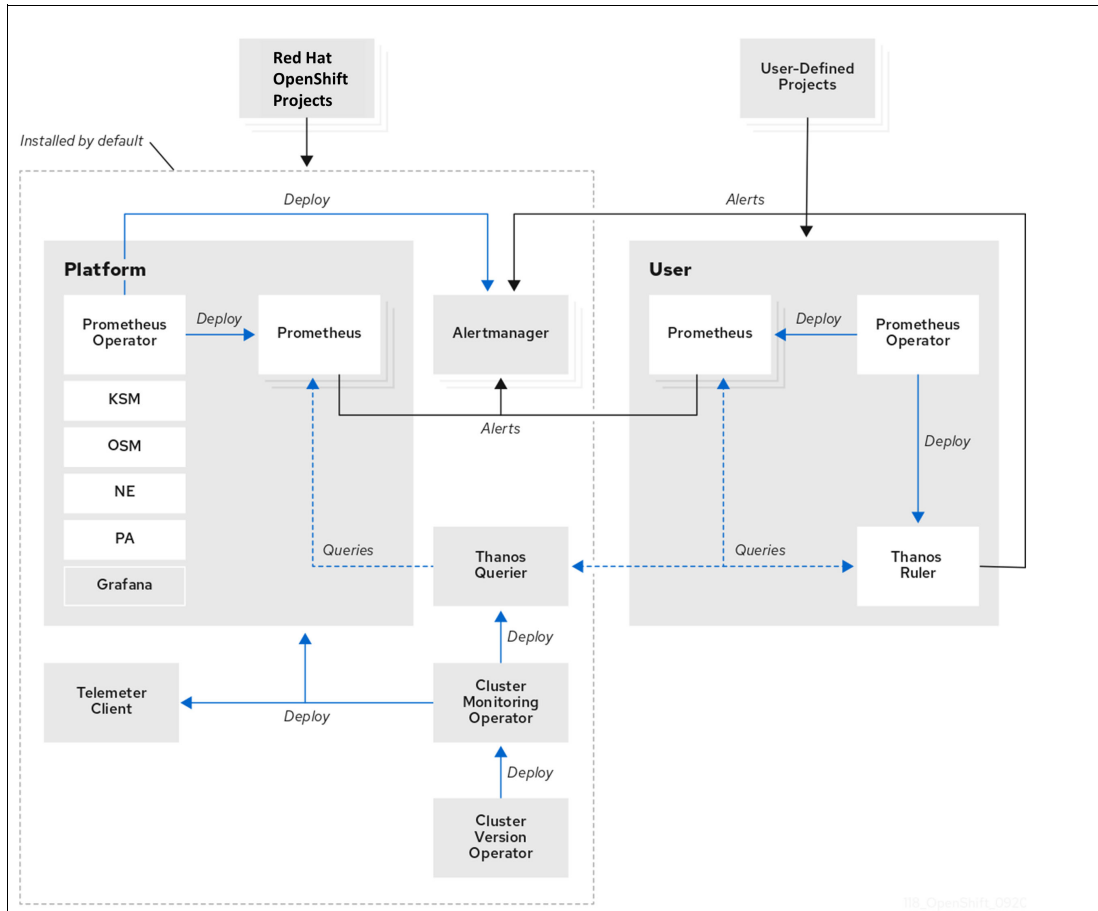 Red Hat
OpenShift
Projects
User-Defined
Projects
Installed by default
Deploy
Alerts
Platform
User
Prometheus
Operator
Deploy
Prometheus
Alertmanager
Prometheus
Deploy
Prometheus
Operator
KSM
Alerts
OSM
Deploy
NE
PA
Queries
Thanos
Querier
Queries
Thanos
Ruler
Grafana
Deploy
Telemeter
Client
Cluster
Monitoring
Operator
Deploy
Deploy
Cluster
Version
Operator
118_OpenShift_0920